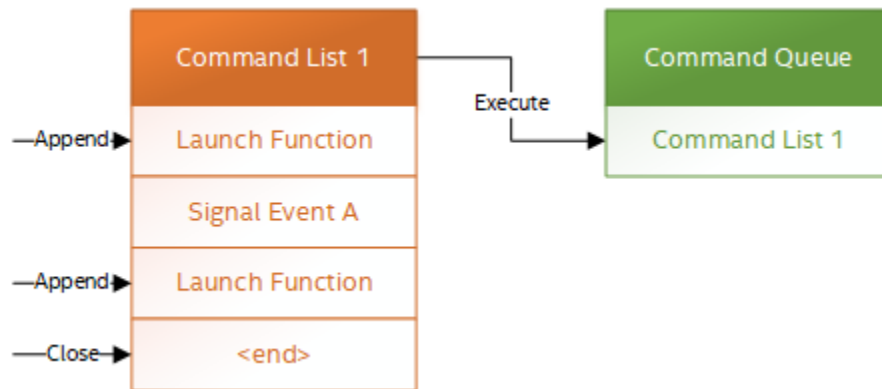 Command List 1
Command Queue
Execute
Append
Launch Function
Command List 1
Signal Event A
Append
Launch Function
Close
<end>